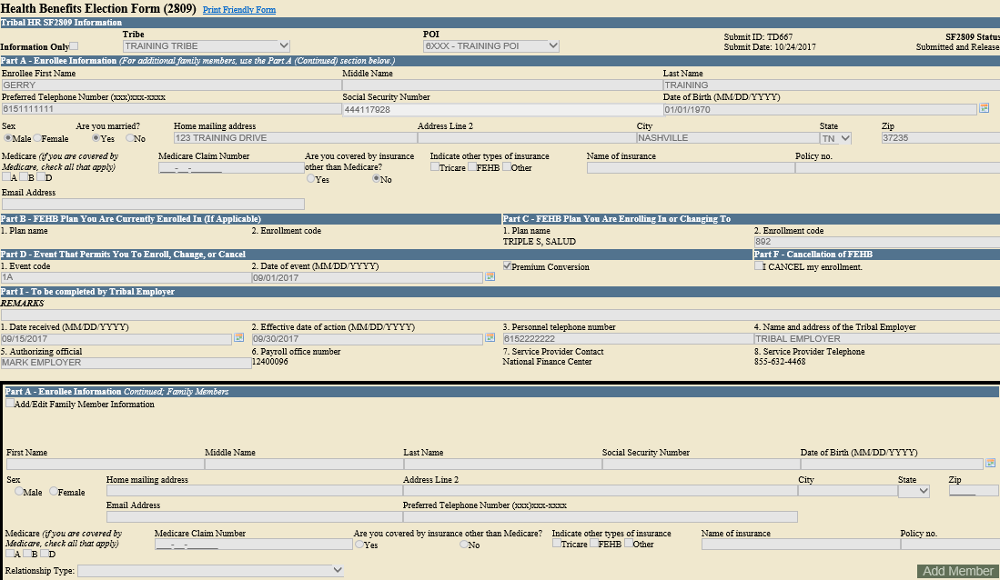 Health Benefits Election Form (2809) Print Friendly Form
Tribal HR SF2809 Information
Tribe POI
Information Only TRAINING TRIBE 6XXX - TRAINING POI
Submit ID: TD667 SF2809 Status
Submit Date: 10/24/2017 Submitted and Release
Part A - Enrollee Information (For additional family members, use the Part A (Continued) section below.)
Enrollee First Name Middle Name Last Name
GERRY TRAINING
Preferred Telephone Number (xxx)xxx-xxxx Social Security Number Date of Birth (MM/DD/YYYY)
6151111111 444117928 01/01/1970
Sex Are you married? Home mailing address Address Line 2 City State Zip
Male Female Yes No 123 TRAINING DRIVE NASHVILLE TN 37235
Medicare (if you are covered by Medicare Claim Number Are you covered by insurance Indicate other types of insurance Name of insurance Policy no.
Medicare, check all that apply) ___-__-______ other than Medicare? Tricare FEHB Other
A B D Yes No
Email Address
Part B - FEHB Plan You Are Currently Enrolled In (If Applicable) Part C - FEHB Plan You Are Enrolling In or Changing To
1. Plan name 2. Enrollment code 1. Plan name 2. Enrollment code
TRIPLE S, SALUD 892
Part D - Event That Permits You To Enroll, Change, or Cancel Part F - Cancellation of FEHB
1. Event code 2. Date of event (MM/DD/YYYY) Premium Conversion I CANCEL my enrollment.
1A 09/01/2017
Part I - To be completed by Tribal Employer
REMARKS
1. Date received (MM/DD/YYYY) 2. Effective date of action (MM/DD/YYYY) 3. Personnel telephone number 4. Name and address of the Tribal Employer
09/15/2017 09/30/2017 6152222222 TRIBAL EMPLOYER
5. Authorizing official 6. Payroll office number 7. Service Provider Contact 8. Service Provider Telephone
MARK EMPLOYER 12400096 National Finance Center 855-632-4468
Part A - Enrollee Information Continued; Family Members
Add/Edit Family Member Information
First Name Middle Name Last Name Social Security Number Date of Birth (MM/DD/YYYY)
Sex Home mailing address Address Line 2 City State Zip
Male Female _____
Email Address Preferred Telephone Number (xxx)xxx-xxxx
Medicare (if you are covered by Medicare Claim Number Are you covered by insurance other than Medicare? Indicate other types of insurance Name of insurance Policy no.
Medicare, check all that apply) ___-__-______ Yes No Tricare FEHB Other
A B D
Relationship Type: Add Member